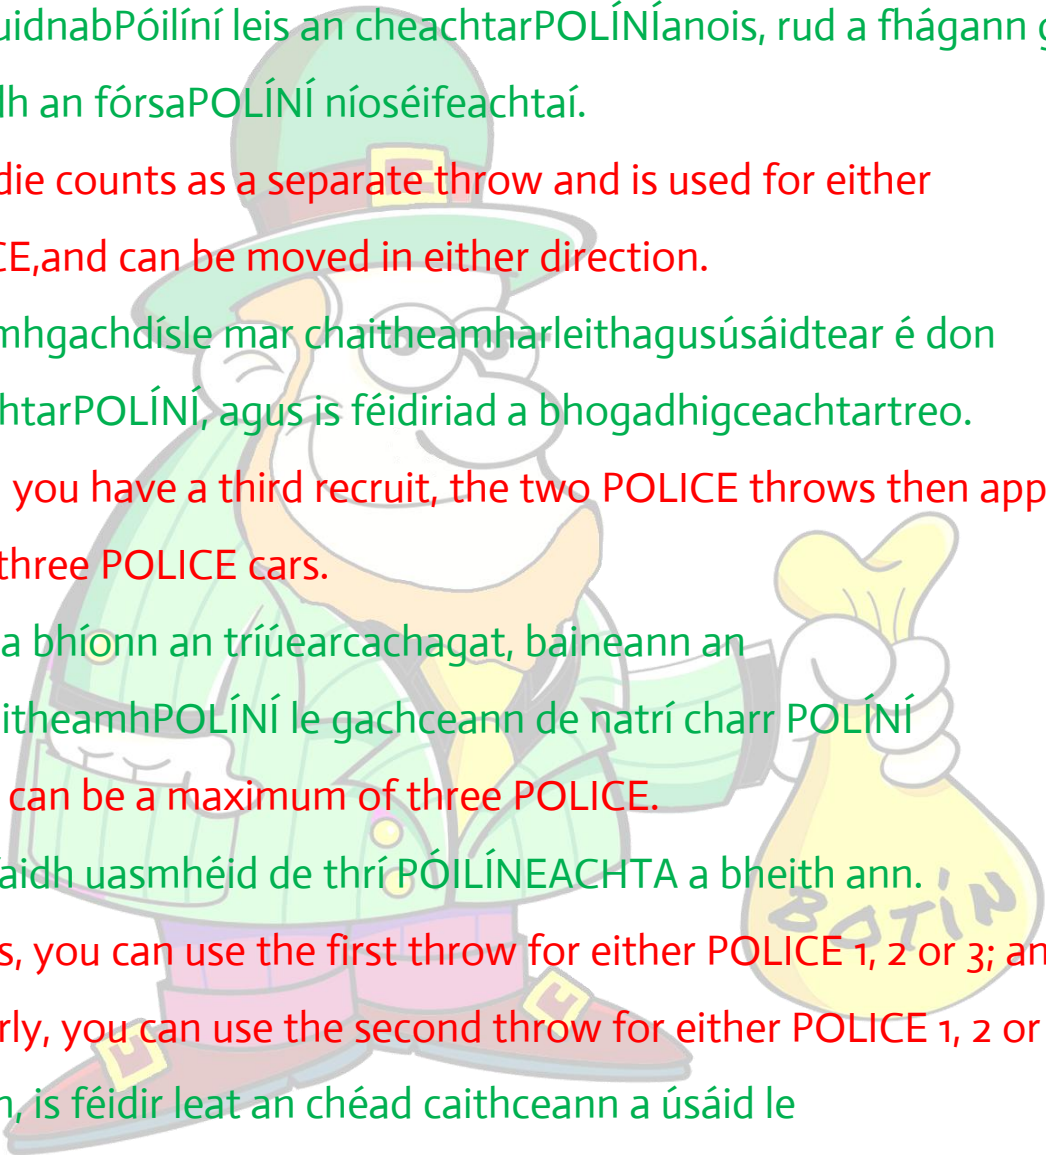 uidnabPóilíní leis an cheachtarPOLÍNÍanois, rud a fhágann g
lh an fórsaPOLÍNÍ níoséifeachtaí.
die counts as a separate throw and is used for either
CE,and can be moved in either direction.
mhgachdísle mar chaitheamharleithagusúsáidtear é don
htarPOLÍNÍ, agus is féidiriad a bhogadhigceachtartreo.
you have a third recruit, the two POLICE throws then app
three POLICE cars.
a bhíonn an tríúearcachagat, baineann an
itheamhPOLÍNÍ le gachceann de natrí charr POLÍNÍ
can be a maximum of three POLICE.
aidh uasmhéid de thrí PÓILÍNEACHTA a bheith ann.
BOTÍN
s, you can use the first throw for either POLICE 1, 2 or 3; an
rly, you can use the second throw for either POLICE 1, 2 or
n, is féidir leat an chéad caithceann a úsáid le